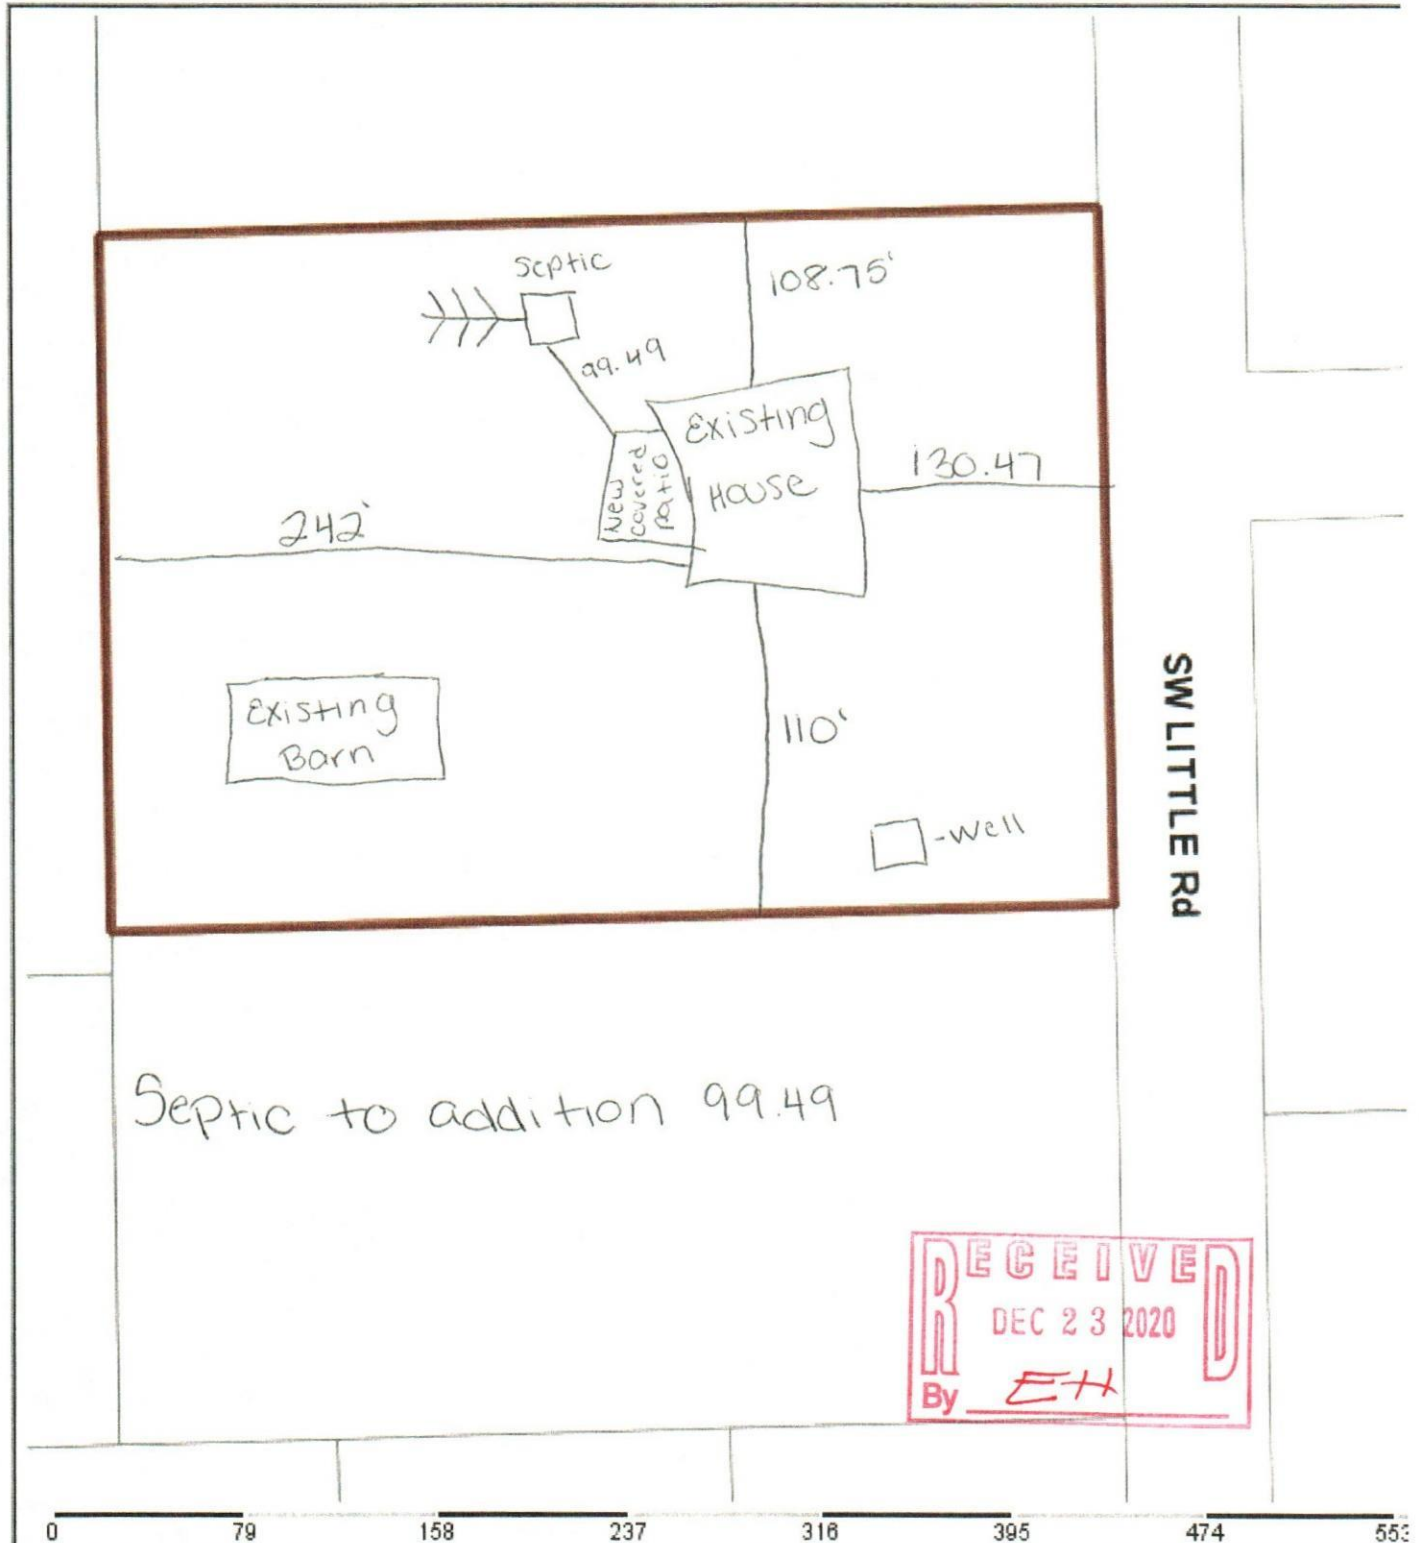 Septic
108.75'
99.49
Existing
House
130.47
New
covered
patio
242'
Existing
Barn
110'
-Well
SW LITTLE Rd
Septic to addition 99.49
RECEIVED
DEC 23 2020
By EH
0 79 158 237 316 395 474 553